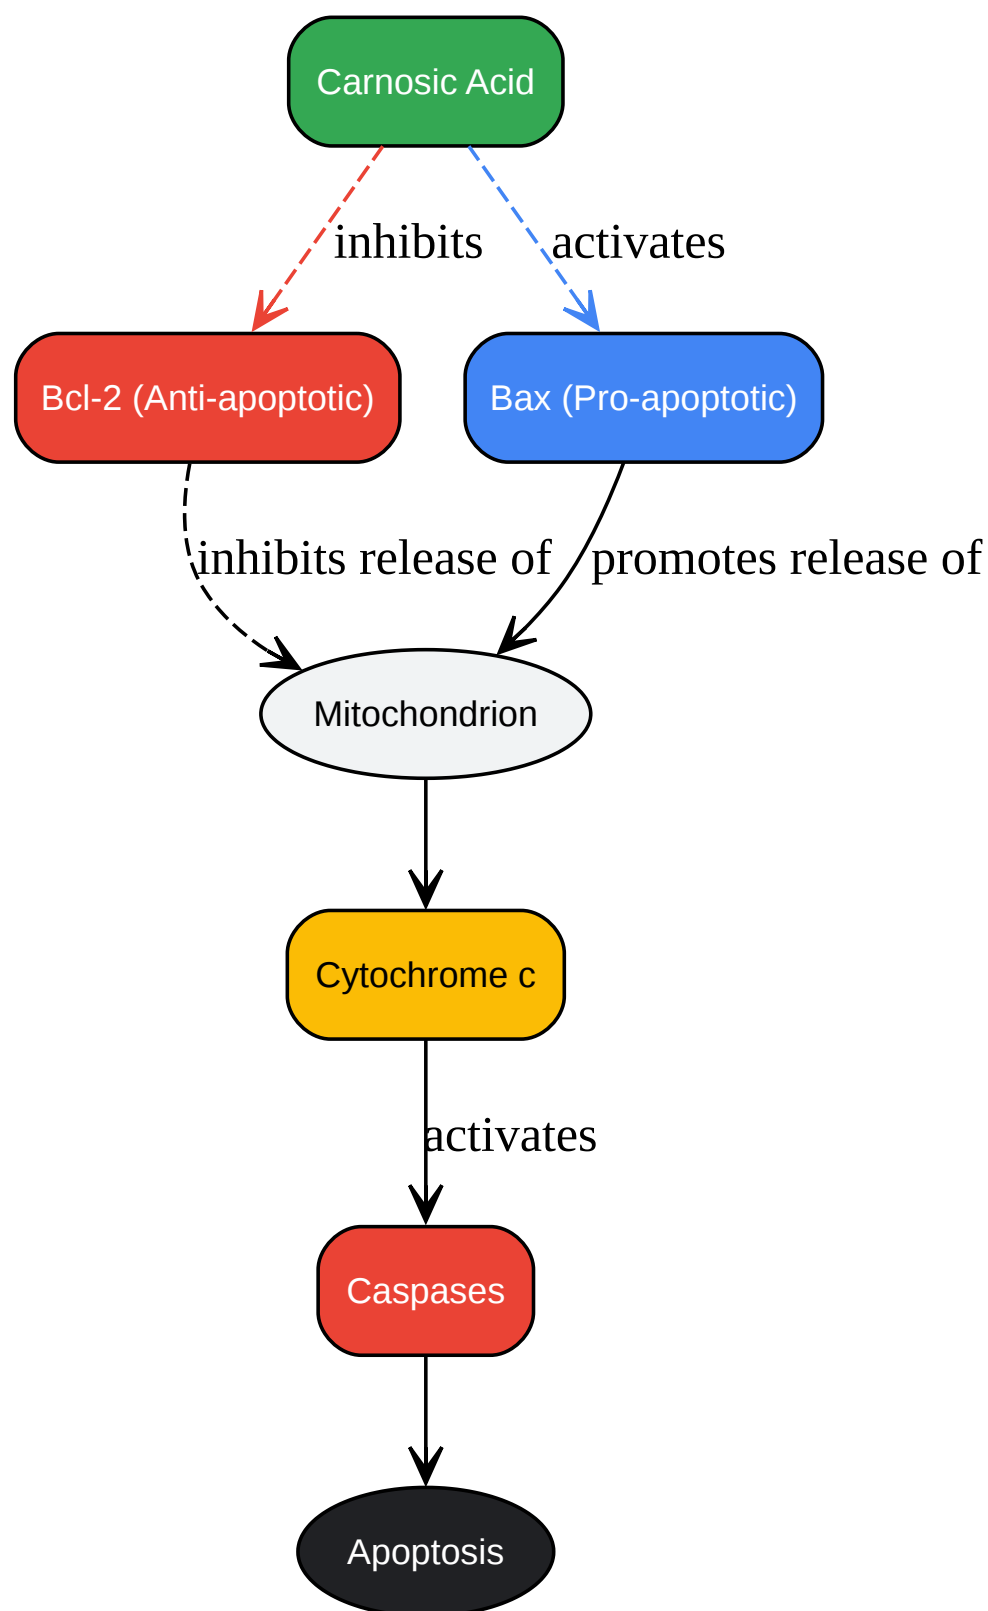 Carnosic Acid
inhibits
activates
Bcl-2 (Anti-apoptotic)
Bax (Pro-apoptotic)
inhibits release of
promotes release of
Mitochondrion
Cytochrome c
activates
Caspases
Apoptosis